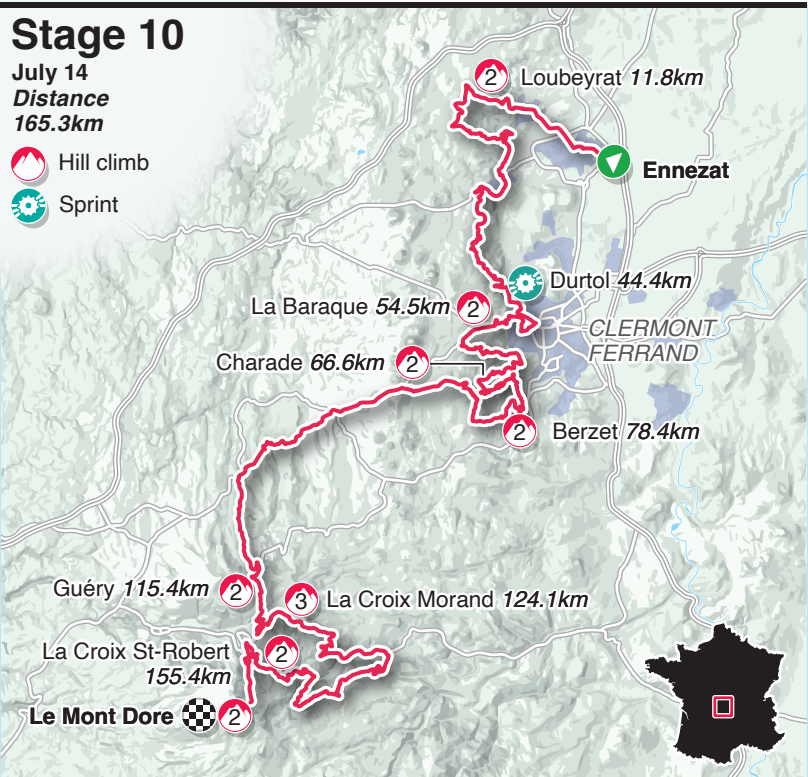 Stage 10
July 14
Distance
165.3km
Hill climb
Sprint
2 Loubeyrat 11.8km
Ennezat
Durtol 44.4km
La Baraque 54.5km 2
CLERMONT
FERRAND
Charade 66.6km 2
2 Berzet 78.4km
Guéry 115.4km 2
3 La Croix Morand 124.1km
La Croix St-Robert 2
155.4km
Le Mont Dore 2